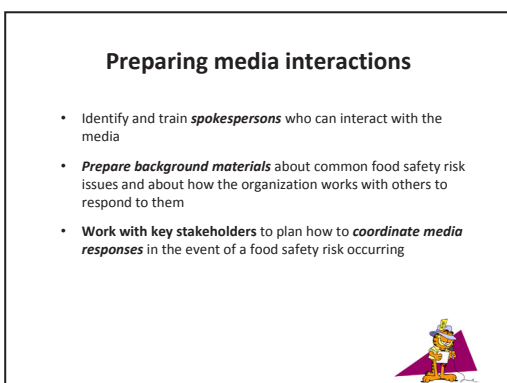 Preparing media interactions
• Identify and train spokespersons who can interact with the
media
• Prepare background materials about common food safety risk
issues and about how the organization works with others to
respond to them
• Work with key stakeholders to plan how to coordinate media
responses in the event of a food safety risk occurring